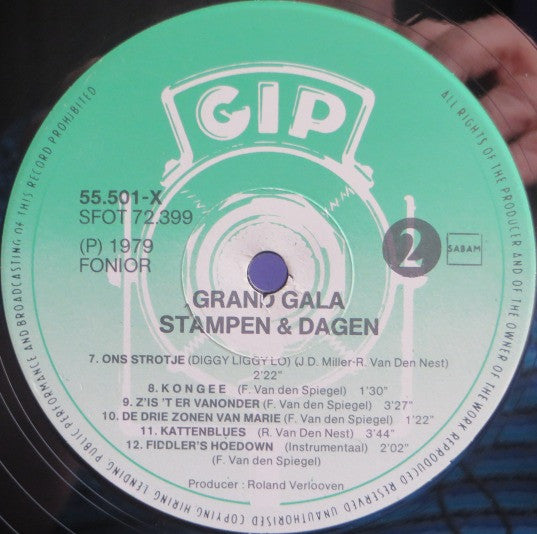 GIP
55.501-X
SFOT 72.399
(P) 1979
FONIOR
2
SABAM
GRAND GALA
STAMPEN & DAGEN
7. ONS STROTJE (DIGGY LIGGY LO) (J.D. MILLER-R. Van Den Nest)
2'22"
8. KONGEE (F. Van den Spiegel) 1'30"
9. Z'IS 'T ER VANONDER (F. Van den Spiegel) 3'27"
10. DE DRIE ZONEN VAN MARIE (F. Van den Spiegel) 1'22"
11. KATTENBLUES (R. Van Den Nest) 3'44"
12. FIDDLER'S HOEDOWN (Instrumentaal) 2'02"
(F. Van den Spiegel)
Producer : Roland Verlooven
ALL RIGHTS OF THE PRODUCER AND OF THE OWNER OF THE WORK REPRODUCED RESERVED UNAUTHORISED COPYING HIRING LENDING PUBLIC PERFORMANCE AND BROADCASTING OF THIS RECORD PROHIBITED